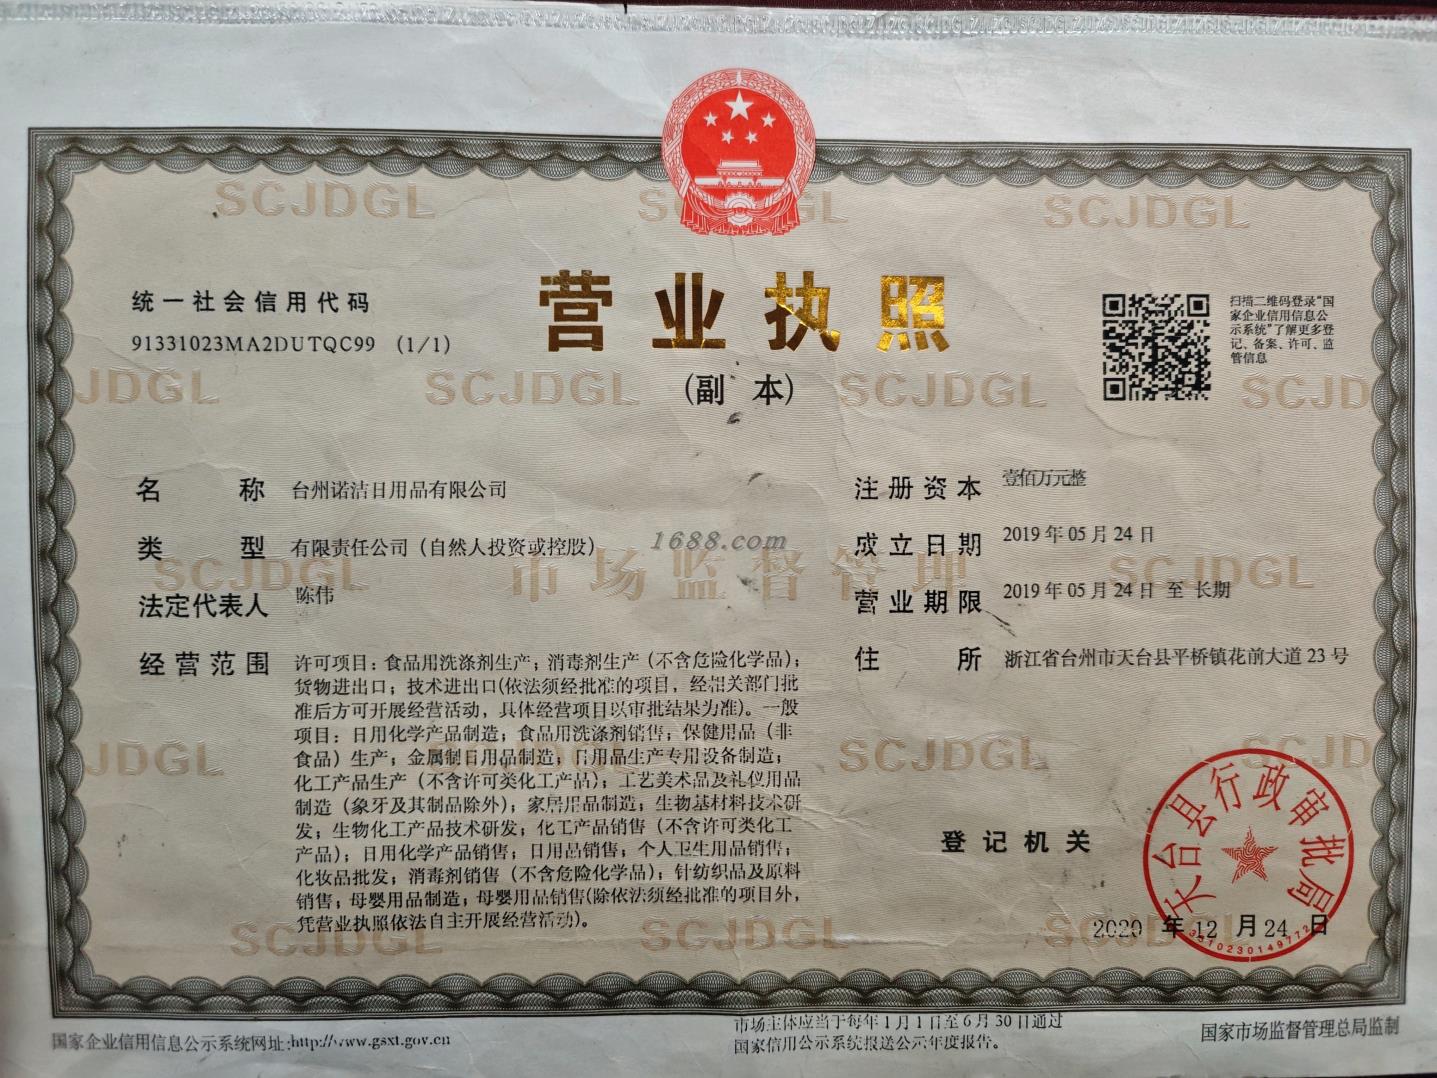 统一社会信用代码
91331023MA2DUTQC99 (1/1)
营业执照
(副 本)
扫描二维码登录“国
家企业信用信息公
示系统”了解更多登
记、备案、许可、监
管信息
名 称 台州诺洁日用品有限公司
类 型 有限责任公司（自然人投资或控股）
法定代表人 陈伟
经营范围 许可项目：食品用洗涤剂生产；消毒剂生产（不含危险化学品）；
货物进出口；技术进出口(依法须经批准的项目，经相关部门批
准后方可开展经营活动，具体经营项目以审批结果为准)。一般
项目：日用化学产品制造；食品用洗涤剂销售；保健用品（非
食品）生产；金属制日用品制造；日用品生产专用设备制造；
化工产品生产（不含许可类化工产品）；工艺美术品及礼仪用品
制造（象牙及其制品除外）；家居用品制造；生物基材料技术研
发；生物化工产品技术研发；化工产品销售（不含许可类化工
产品）；日用化学产品销售；日用品销售；个人卫生用品销售；
化妆品批发；消毒剂销售（不含危险化学品）；针纺织品及原料
销售；母婴用品制造；母婴用品销售(除依法须经批准的项目外，
凭营业执照依法自主开展经营活动)。
注册资本 壹佰万元整
成立日期 2019年05月24日
营业期限 2019年05月24日 至 长期
住 所 浙江省台州市天台县平桥镇花前大道23号
1688.com
市场监督管理
SCJDGL
登记机关
天台县行政审批局
2020 年 12 月 24 日
国家企业信用信息公示系统网址:http://www.gsxt.gov.cn
市场主体应当于每年1月1日至6月30日通过
国家信用公示系统报送公示年度报告。
国家市场监督管理总局监制